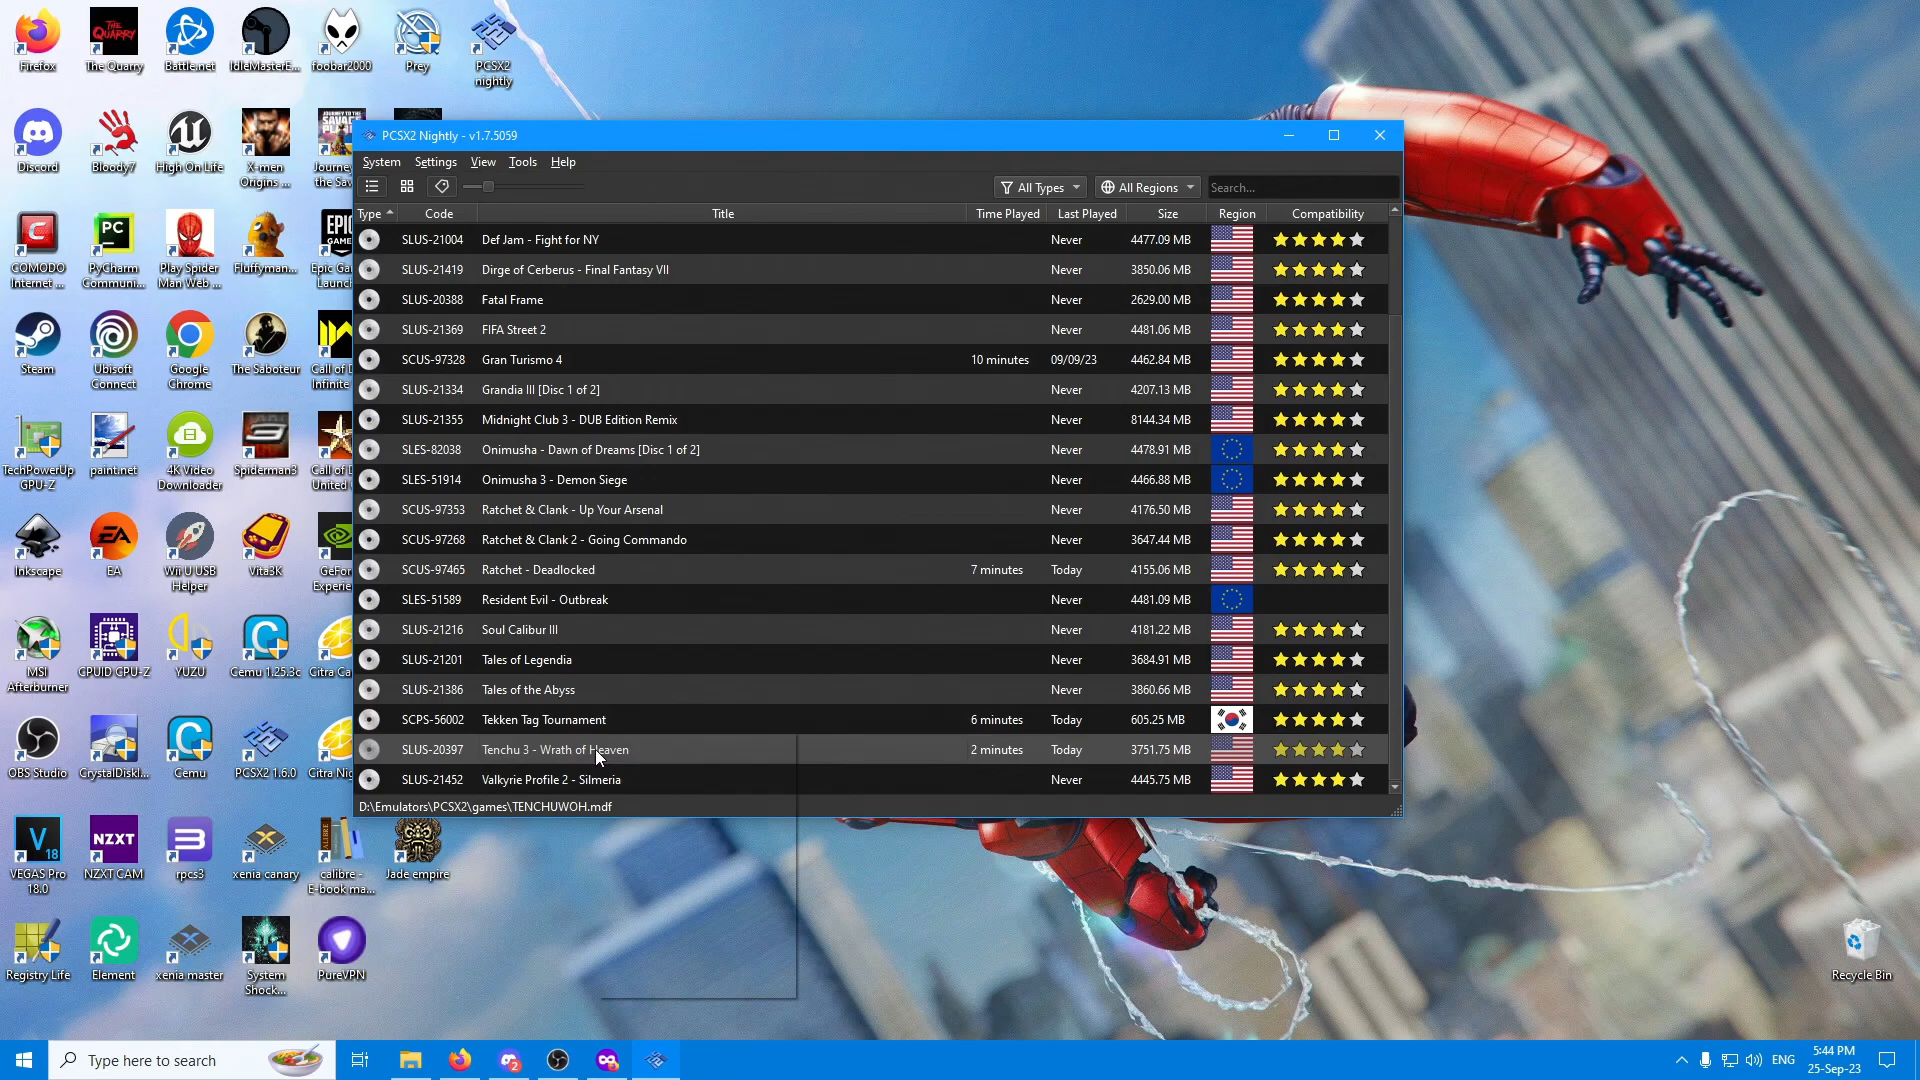 Firefox
The Quarry
Battle.net
IdleMasterE...
foobar2000
Prey
PCSX2
nightly
Discord
Bloody7
High On Life
X-men
Origins ...
COMODO
Internet ...
PyCharm
Communi...
Play Spider
Man Web ...
Fluffyman...
Steam
Ubisoft
Connect
Google
Chrome
The Saboteur
TechPowerUp
GPU-Z
paint.net
4K Video
Downloader
Spiderman3
Inkscape
EA
Wii U USB
Helper
Vita3K
MSI
Afterburner
CPUID CPU-Z
YUZU
Cemu 1.25.3c
OBS Studio
CrystalDiskI...
Cemu
PCSX2 1.6.0
VEGAS Pro
18.0
NZXT CAM
rpcs3
xenia canary
calibre -
E-book ma...
Jade empire
Registry Life
Element
xenia master
System
Shock...
PureVPN
PCSX2 Nightly - v1.7.5059
System Settings View Tools Help
All Types All Regions Search...
Type Code Title Time Played Last Played Size Region Compatibility
SLUS-21004 Def Jam - Fight for NY Never 4477.09 MB
SLUS-21419 Dirge of Cerberus - Final Fantasy VII Never 3850.06 MB
SLUS-20388 Fatal Frame Never 2629.00 MB
SLUS-21369 FIFA Street 2 Never 4481.06 MB
SCUS-97328 Gran Turismo 4 10 minutes 09/09/23 4462.84 MB
SLUS-21334 Grandia III [Disc 1 of 2] Never 4207.13 MB
SLUS-21355 Midnight Club 3 - DUB Edition Remix Never 8144.34 MB
SLES-82038 Onimusha - Dawn of Dreams [Disc 1 of 2] Never 4478.91 MB
SLES-51914 Onimusha 3 - Demon Siege Never 4466.88 MB
SCUS-97353 Ratchet & Clank - Up Your Arsenal Never 4176.50 MB
SCUS-97268 Ratchet & Clank 2 - Going Commando Never 3647.44 MB
SCUS-97465 Ratchet - Deadlocked 7 minutes Today 4155.06 MB
SLES-51589 Resident Evil - Outbreak Never 4481.09 MB
SLUS-21216 Soul Calibur III Never 4181.22 MB
SLUS-21201 Tales of Legendia Never 3684.91 MB
SLUS-21386 Tales of the Abyss Never 3860.66 MB
SCPS-56002 Tekken Tag Tournament 6 minutes Today 605.25 MB
SLUS-20397 Tenchu 3 - Wrath of Heaven 2 minutes Today 3751.75 MB
SLUS-21452 Valkyrie Profile 2 - Silmeria Never 4445.75 MB
D:\Emulators\PCSX2\games\TENCHUWOH.mdf
Recycle Bin
Type here to search
ENG
5:44 PM
25-Sep-23